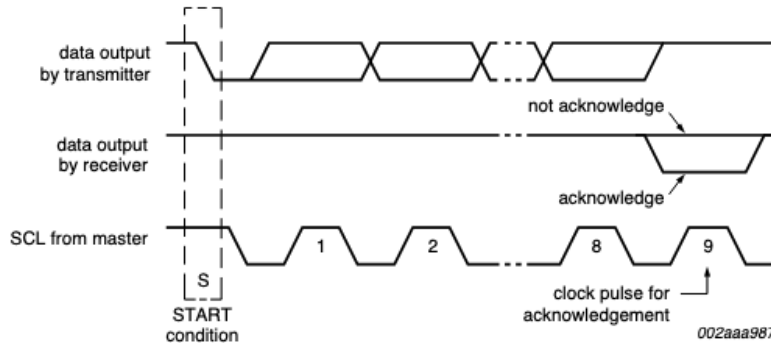 data output
by transmitter
not acknowledge
data output
by receiver
acknowledge
SCL from master
1
2
8
9
S
START
condition
clock pulse for
acknowledgement
002aaa987